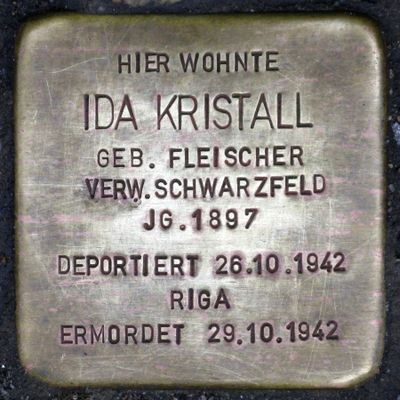 HIER WOHNTE
IDA KRISTALL
GEB. FLEISCHER
VERW. SCHWARZFELD
JG. 1897
DEPORTIERT 26.10.1942
RIGA
ERMORDET 29.10.1942